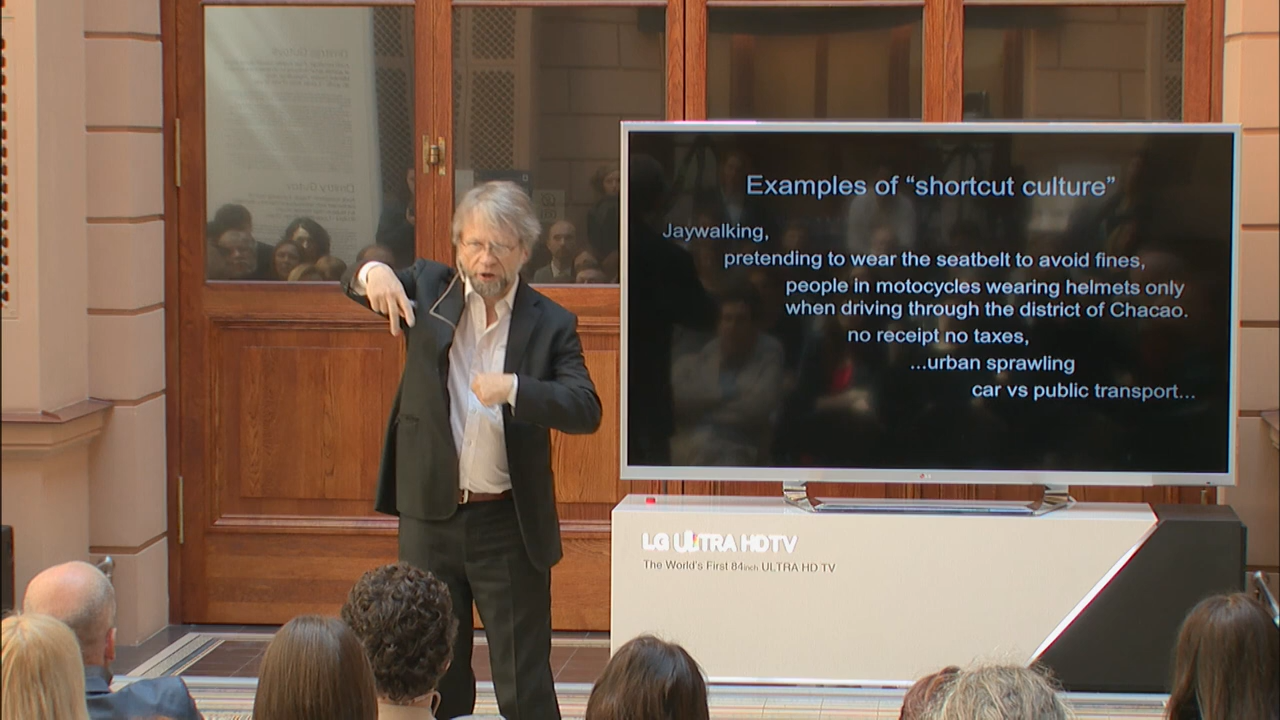 Examples of “shortcut culture”
Jaywalking,
pretending to wear the seatbelt to avoid fines,
people in motocycles wearing helmets only
when driving through the district of Chacao.
no receipt no taxes,
...urban sprawling
car vs public transport...
LG
LG ULTRA HDTV
The World's First 84inch ULTRA HD TV